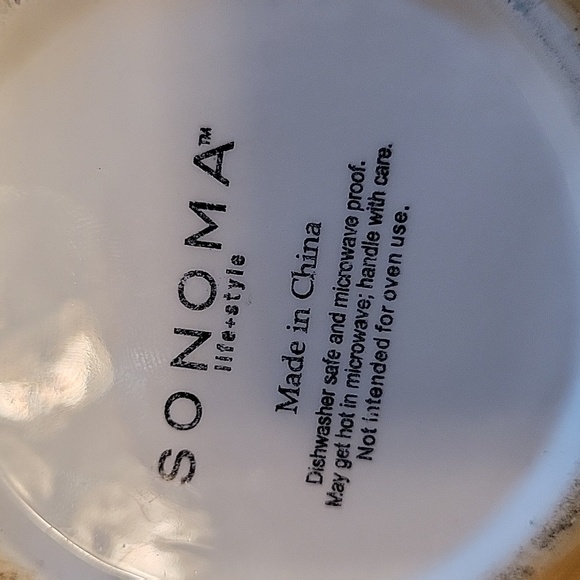 SONOMA™
life+style
Made in China
Dishwasher safe and microwave proof.
May get hot in microwave; handle with care.
Not intended for oven use.